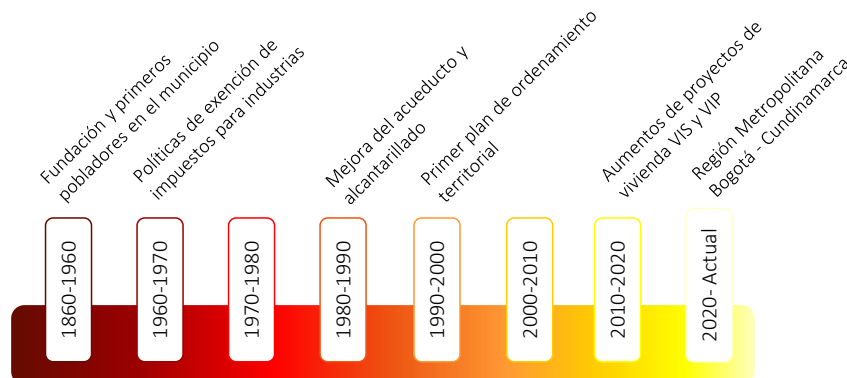 Fundación y primeros
pobladores en el municipio
Políticas de exención de
impuestos para industrias
Mejora del acueducto y
alcantarillado
Primer plan de ordenamiento
territorial
Aumentos de proyectos de
vivienda VIS y VIP
Región Metropolitana
Bogotá - Cundinamarca
1860-1960
1960-1970
1970-1980
1980-1990
1990-2000
2000-2010
2010-2020
2020- Actual